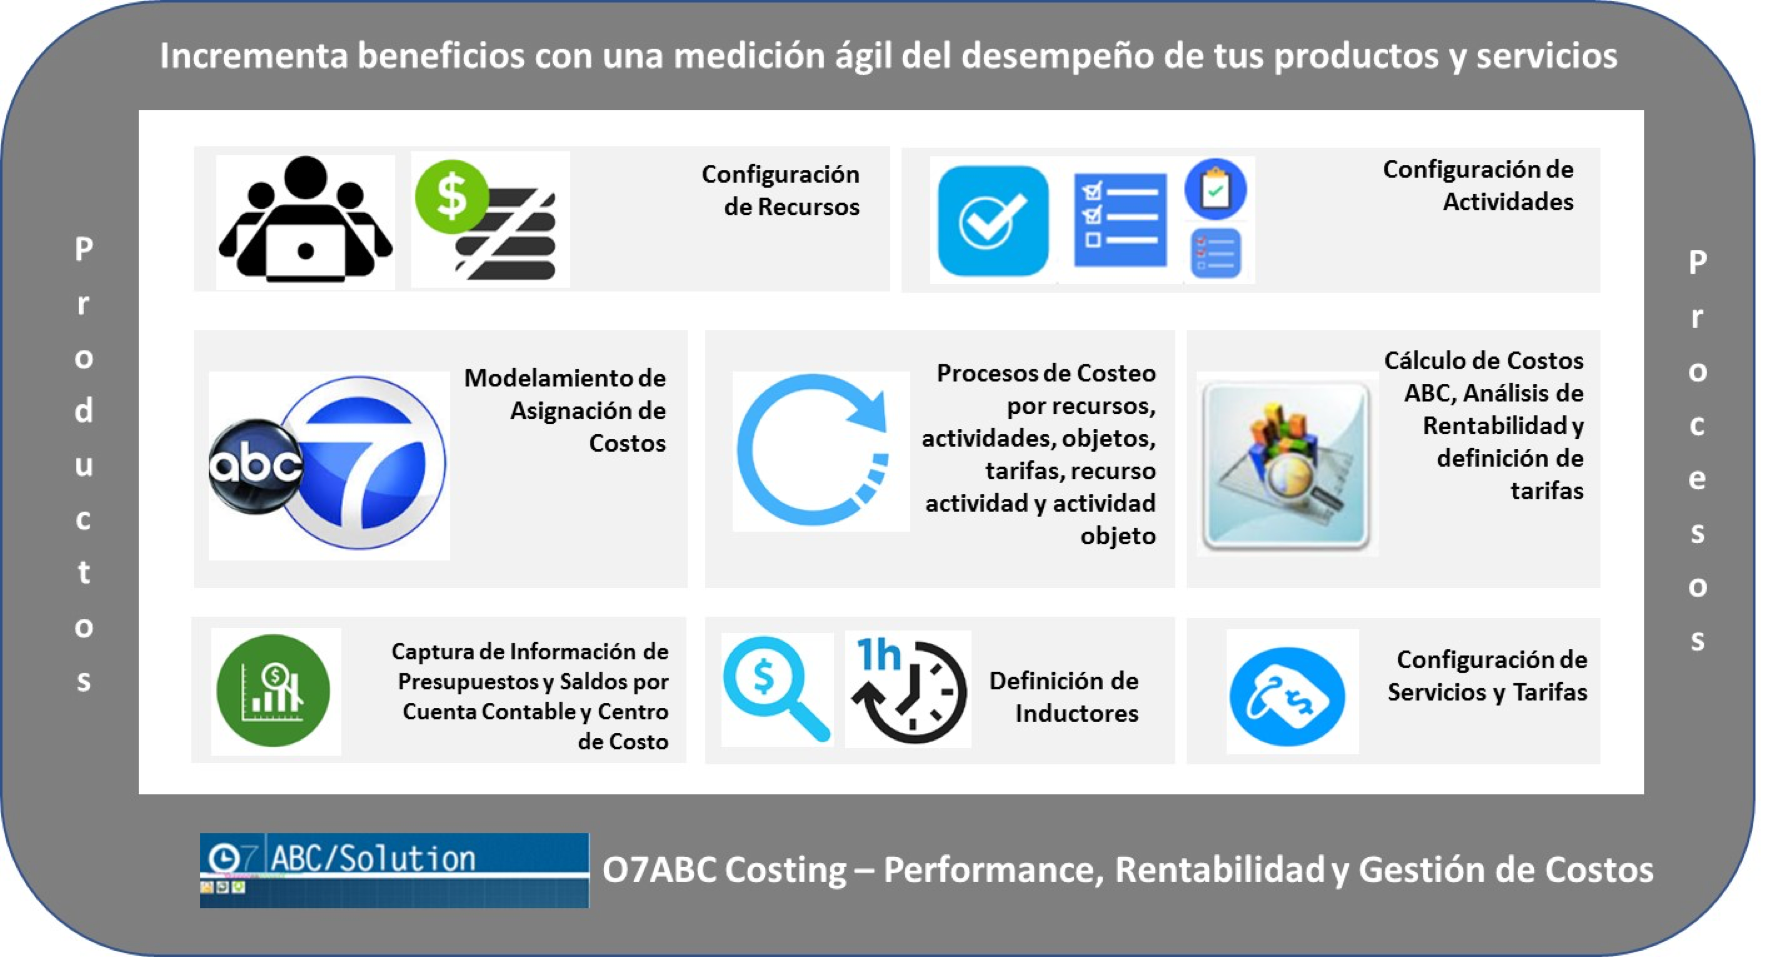 Incrementa beneficios con una medición ágil del desempeño de tus productos y servicios
Productos
Configuración
de Recursos
Configuración de
Actividades
abc
7
Modelamiento de
Asignación de
Costos
Procesos de Costeo
por recursos,
actividades, objetos,
tarifas, recurso
actividad y actividad
objeto
Cálculo de Costos
ABC, Análisis de
Rentabilidad y
definición de
tarifas
Captura de Información de
Presupuestos y Saldos por
Cuenta Contable y Centro
de Costo
1h
Definición de
Inductores
Configuración de
Servicios y Tarifas
Procesos
O7 ABC/Solution
O7ABC Costing – Performance, Rentabilidad y Gestión de Costos